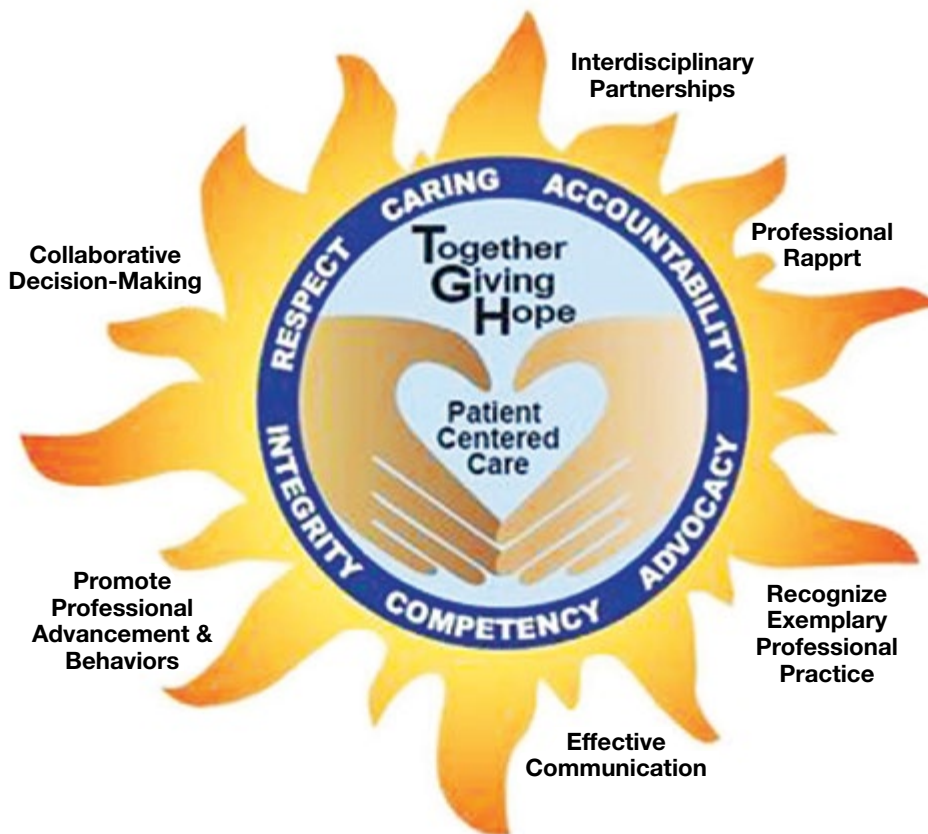 Interdisciplinary
Partnerships
Professional
Rapprt
Recognize
Exemplary
Professional
Practice
Effective
Communication
Promote
Professional
Advancement &
Behaviors
Collaborative
Decision-Making
RESPECT CARING ACCOUNTABILITY
ADVOCACY
COMPETENCY
INTEGRITY
Together
Giving
Hope
Patient
Centered
Care